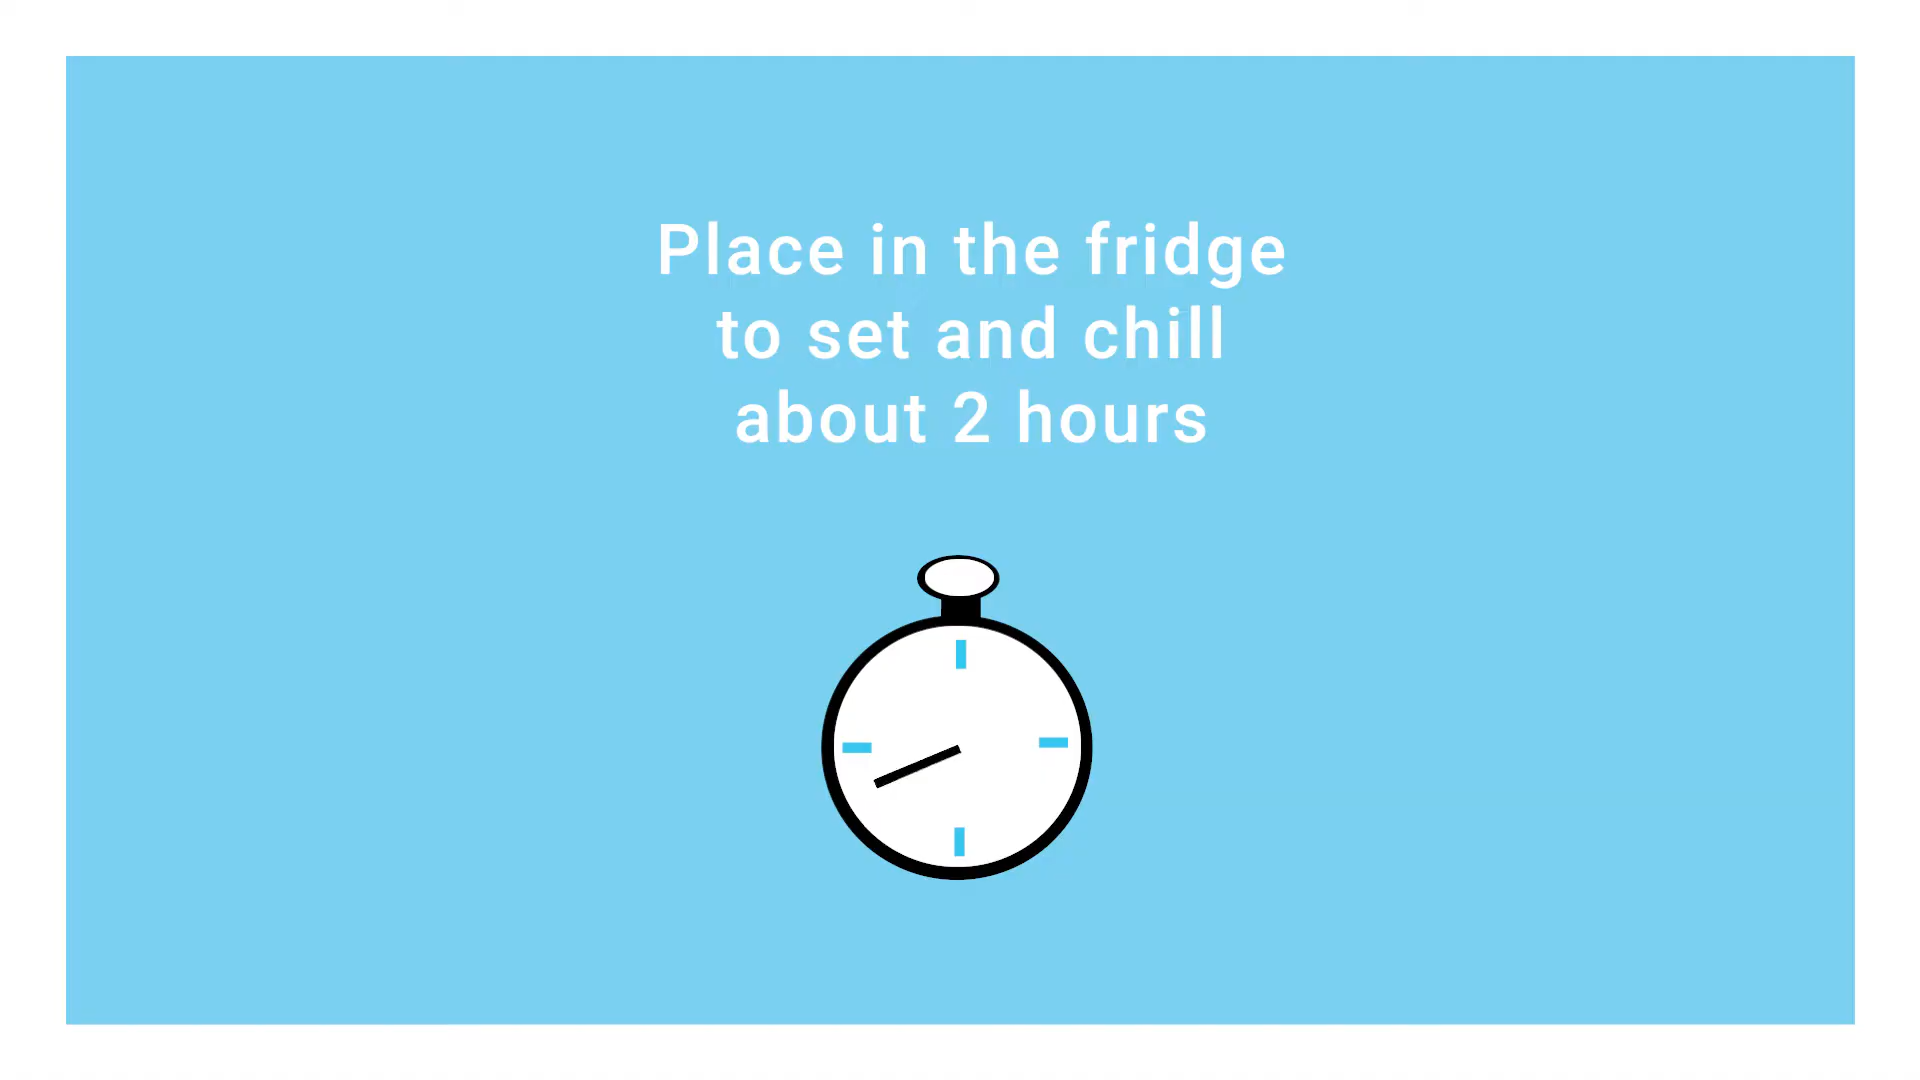 Place in the fridge
to set and chill
about 2 hours